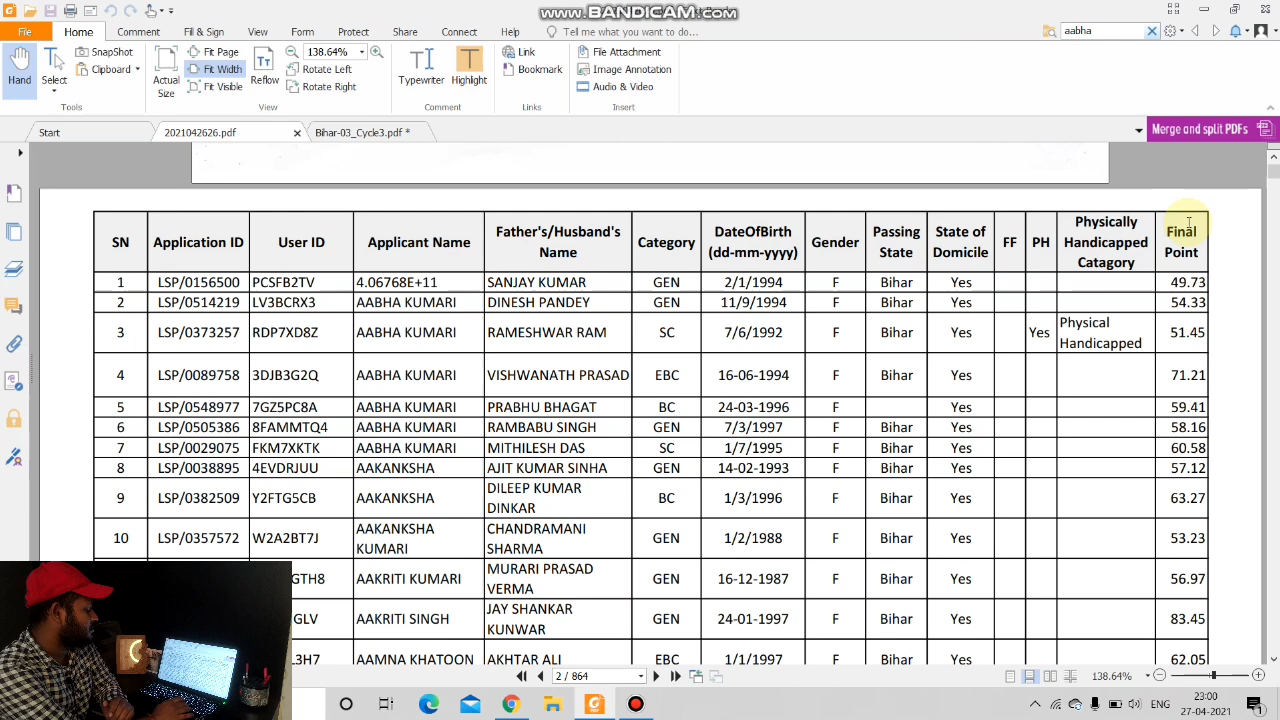 www.BANDICAM.com
Tell me what you want to do...
aabha
File Home Comment Fill & Sign View Form Protect Share Connect Help
Hand
Select
SnapShot
Clipboard
Tools
Actual Size
Fit Page
Fit Width
Fit Visible
Reflow
138.64%
Rotate Left
Rotate Right
View
Typewriter
Highlight
Comment
Link
Bookmark
Links
File Attachment
Image Annotation
Audio & Video
Insert
Start 2021042626.pdf Bihar-03_Cycle3.pdf * Merge and split PDFs
SN Application ID User ID Applicant Name Father's/Husband's Name Category DateOfBirth (dd-mm-yyyy) Gender Passing State State of Domicile FF PH Physically Handicapped Catagory Final Point
1 LSP/0156500 PCSFB2TV 4.06768E+11 SANJAY KUMAR GEN 2/1/1994 F Bihar Yes 49.73
2 LSP/0514219 LV3BCRX3 AABHA KUMARI DINESH PANDEY GEN 11/9/1994 F Bihar Yes 54.33
3 LSP/0373257 RDP7XD8Z AABHA KUMARI RAMESHWAR RAM SC 7/6/1992 F Bihar Yes Yes Physical Handicapped 51.45
4 LSP/0089758 3DJB3G2Q AABHA KUMARI VISHWANATH PRASAD EBC 16-06-1994 F Bihar Yes 71.21
5 LSP/0548977 7GZ5PC8A AABHA KUMARI PRABHU BHAGAT BC 24-03-1996 F Yes 59.41
6 LSP/0505386 8FAMMTQ4 AABHA KUMARI RAMBABU SINGH GEN 7/3/1997 F Bihar Yes 58.16
7 LSP/0029075 FKM7XKTK AABHA KUMARI MITHILESH DAS SC 1/7/1995 F Bihar Yes 60.58
8 LSP/0038895 4EVDRJUU AAKANKSHA AJIT KUMAR SINHA GEN 14-02-1993 F Bihar Yes 57.12
9 LSP/0382509 Y2FTG5CB AAKANKSHA DILEEP KUMAR DINKAR BC 1/3/1996 F Bihar Yes 63.27
10 LSP/0357572 W2A2BT7J AAKANKSHA KUMARI CHANDRAMANI SHARMA GEN 1/2/1988 F Bihar Yes 53.23
GTH8 AAKRITI KUMARI MURARI PRASAD VERMA GEN 16-12-1987 F Bihar Yes 56.97
GLV AAKRITI SINGH JAY SHANKAR KUNWAR GEN 24-01-1997 F Bihar Yes 83.45
L3H7 AAMNA KHATOON AKHTAR ALI EBC 1/1/1997 F Bihar Yes 62.05
2 / 864 138.64%
ENG 23:00
27-04-2021